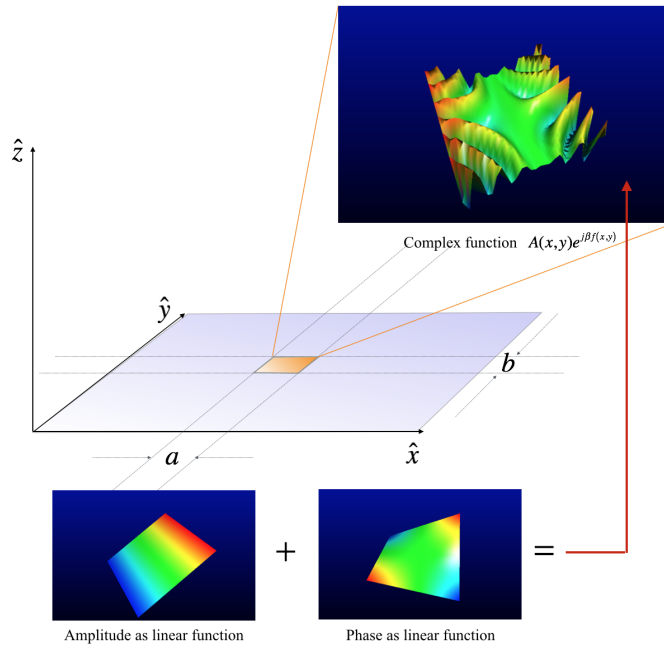 ẑ
Complex function A(x,y)e^{jβf(x,y)}
ŷ
b
a
x̂
+
=
Amplitude as linear function
Phase as linear function